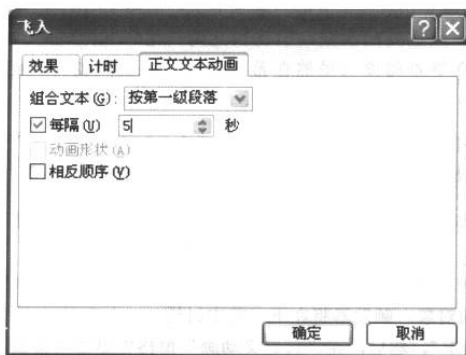 飞入
效果 计时 正文文本动画
组合文本(G): 按第一级段落
每隔(U) 5 秒
动画形状(A)
相反顺序(V)
确定 取消